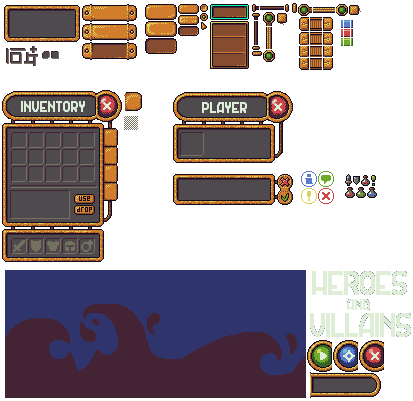 INVENTORY
PLAYER
use
drop
HEROES
AND
VILLAINS